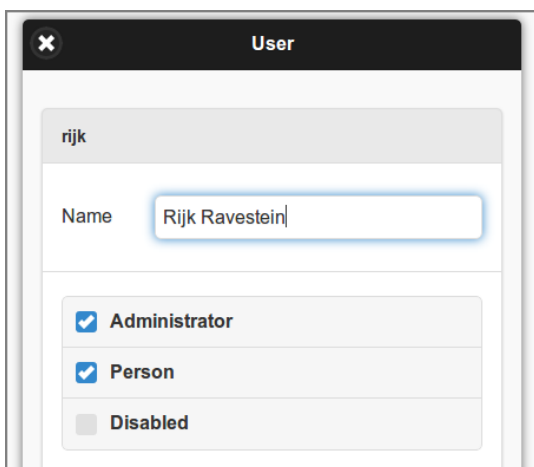 User
rijk
Name Rijk Ravestein
Administrator
Person
Disabled